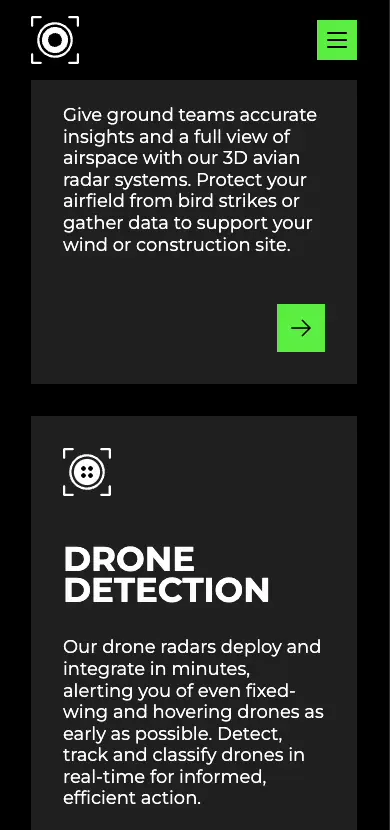 Give ground teams accurate
insights and a full view of
airspace with our 3D avian
radar systems. Protect your
airfield from bird strikes or
gather data to support your
wind or construction site.
DRONE
DETECTION
Our drone radars deploy and
integrate in minutes,
alerting you of even fixed-
wing and hovering drones as
early as possible. Detect,
track and classify drones in
real-time for informed,
efficient action.